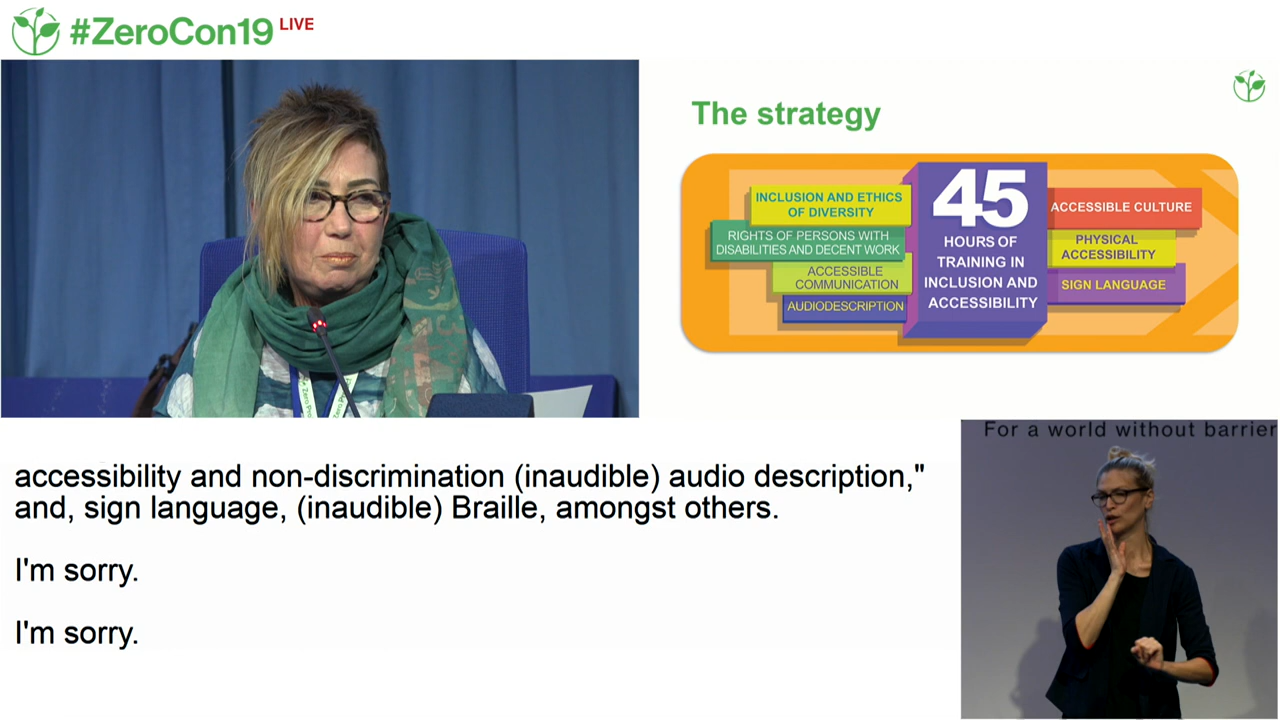 #ZeroCon19 LIVE
The strategy
INCLUSION AND ETHICS
OF DIVERSITY
RIGHTS OF PERSONS WITH
DISABILITIES AND DECENT WORK
ACCESSIBLE
COMMUNICATION
AUDIODESCRIPTION
45
HOURS OF
TRAINING IN
INCLUSION AND
ACCESSIBILITY
ACCESSIBLE CULTURE
PHYSICAL
ACCESSIBILITY
SIGN LANGUAGE
accessibility and non-discrimination (inaudible) audio description,"
and, sign language, (inaudible) Braille, amongst others.
I'm sorry.
I'm sorry.
For a world without barrier